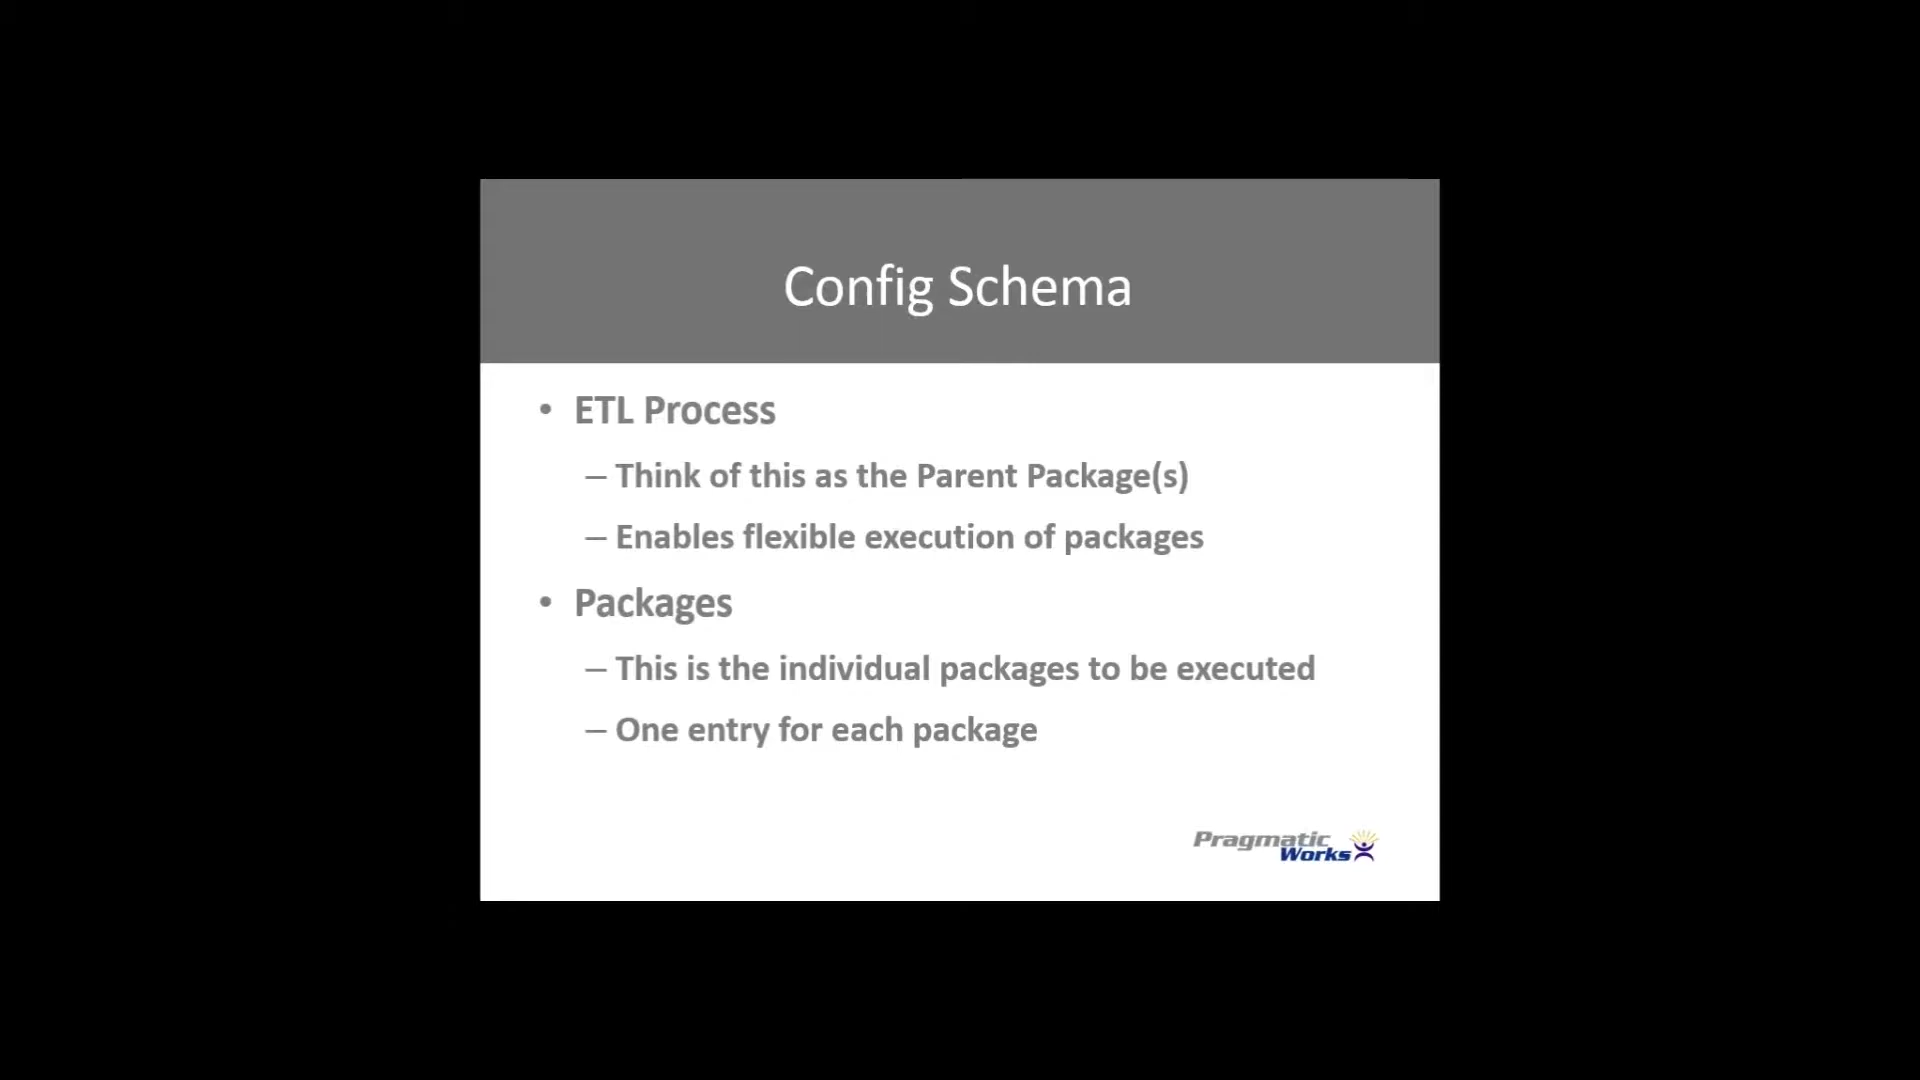 Config Schema
• ETL Process
– Think of this as the Parent Package(s)
– Enables flexible execution of packages
• Packages
– This is the individual packages to be executed
– One entry for each package
Pragmatic
Works